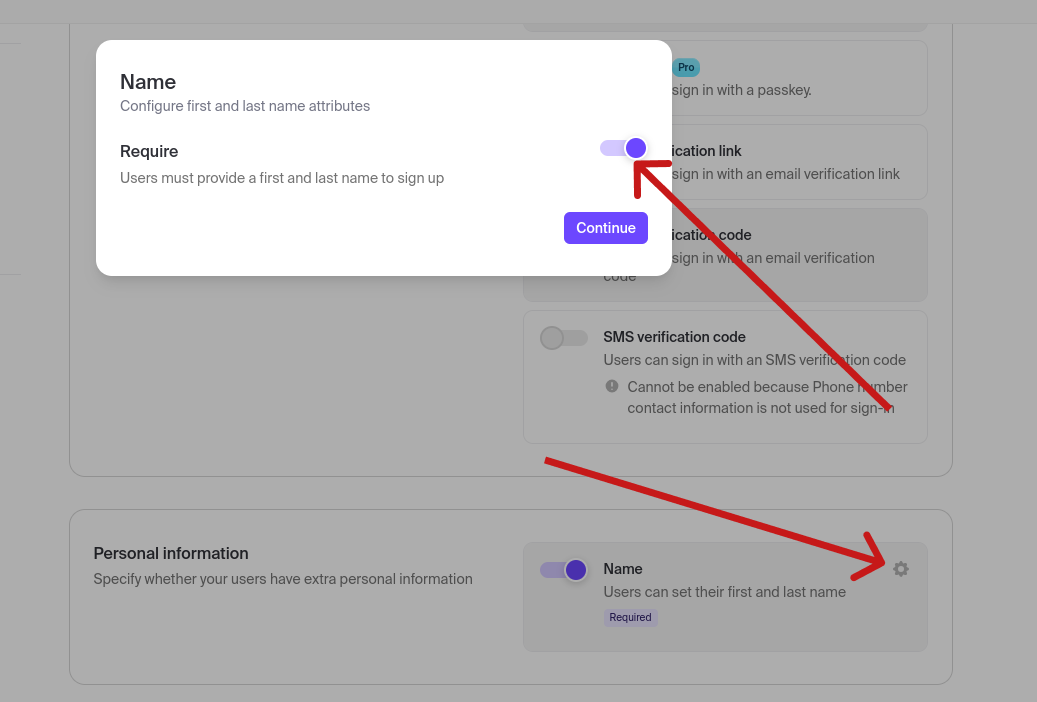 Name
Configure first and last name attributes
Require
Users must provide a first and last name to sign up
Continue
Pro
sign in with a passkey.
ication link
sign in with an email verification link
ication code
sign in with an email verification
code
SMS verification code
Users can sign in with an SMS verification code
Cannot be enabled because Phone number
contact information is not used for sign-in
Personal information
Specify whether your users have extra personal information
Name
Users can set their first and last name
Required